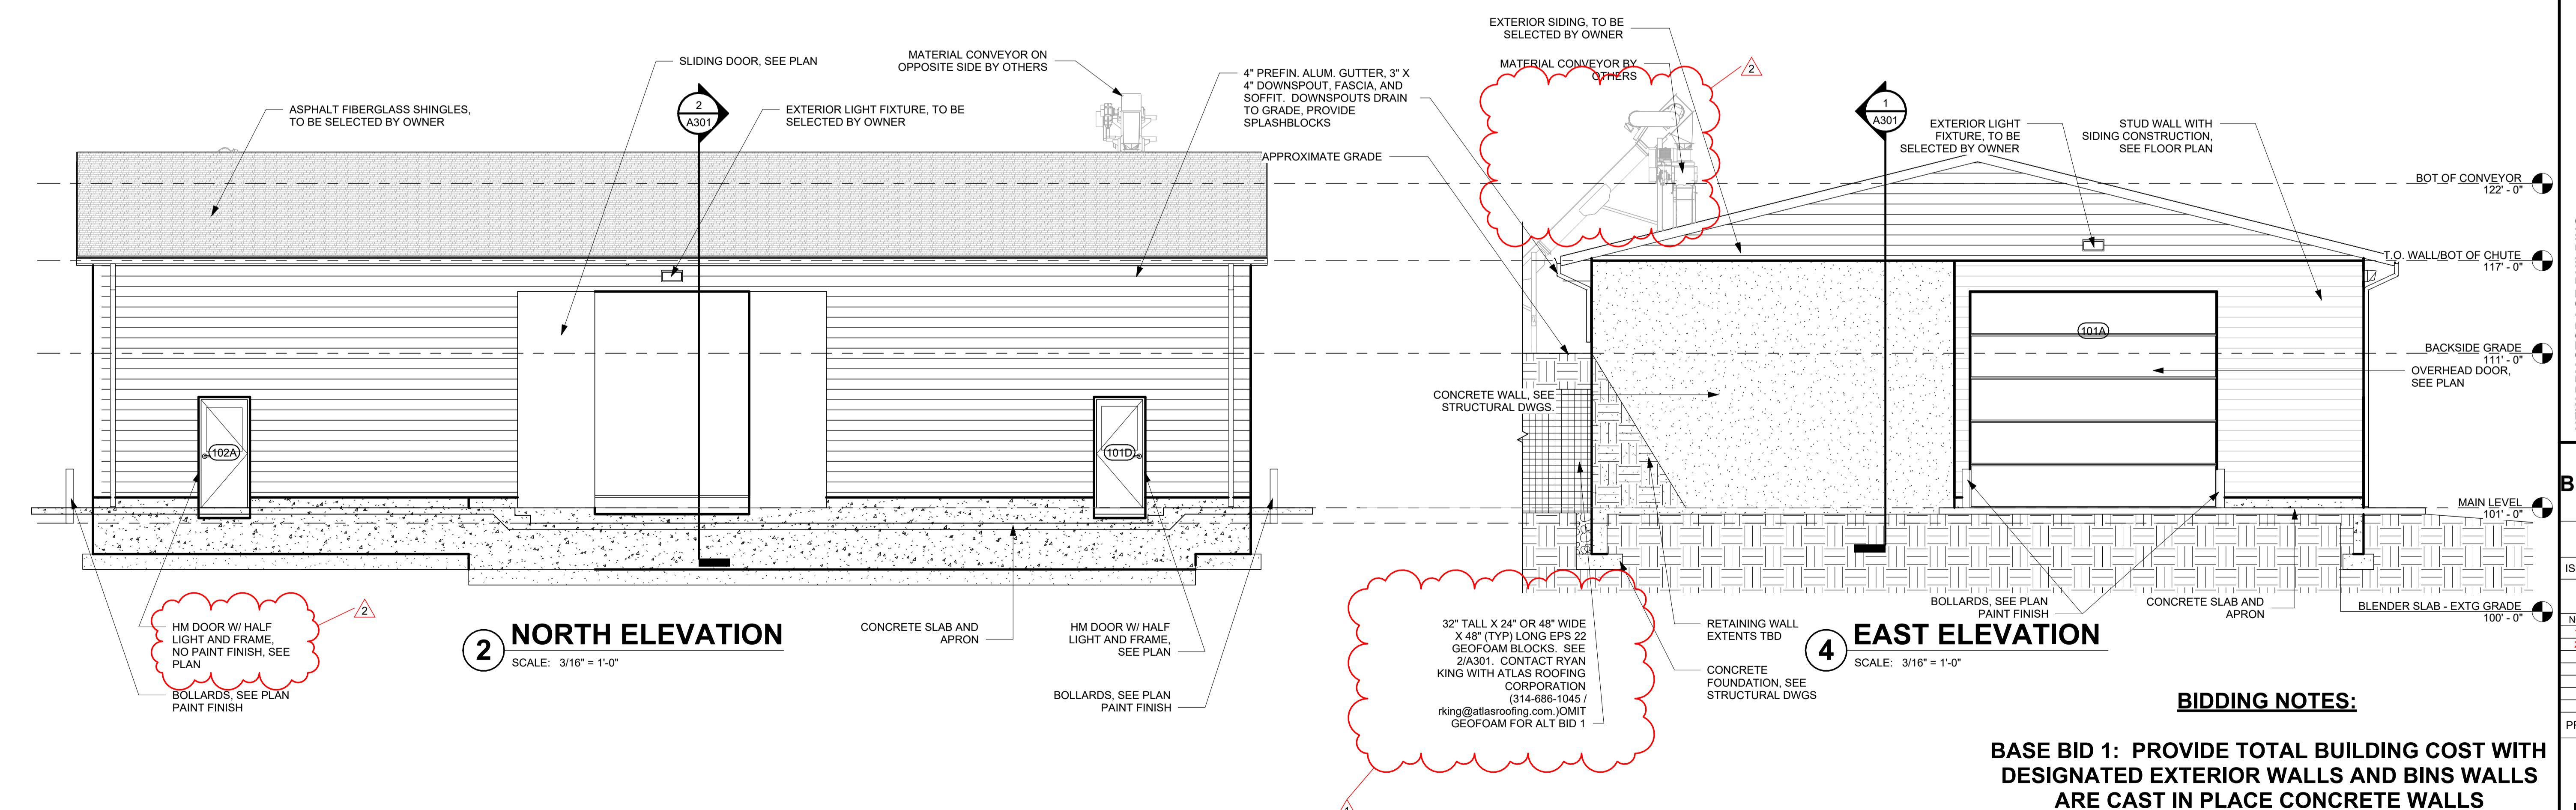 EXTERIOR SIDING, TO BE
SELECTED BY OWNER
SLIDING DOOR, SEE PLAN
MATERIAL CONVEYOR ON
OPPOSITE SIDE BY OTHERS
4" PREFIN. ALUM. GUTTER, 3" X
4" DOWNSPOUT, FASCIA, AND
SOFFIT. DOWNSPOUTS DRAIN
TO GRADE, PROVIDE
SPLASHBLOCKS
MATERIAL CONVEYOR BY
OTHERS
2
ASPHALT FIBERGLASS SHINGLES,
TO BE SELECTED BY OWNER
2
A301
EXTERIOR LIGHT FIXTURE, TO BE
SELECTED BY OWNER
1
A301
EXTERIOR LIGHT
FIXTURE, TO BE
SELECTED BY OWNER
STUD WALL WITH
SIDING CONSTRUCTION,
SEE FLOOR PLAN
APPROXIMATE GRADE
BOT OF CONVEYOR
122' - 0"
T.O. WALL/BOT OF CHUTE
117' - 0"
101A
BACKSIDE GRADE
111' - 0"
OVERHEAD DOOR,
SEE PLAN
CONCRETE WALL, SEE
STRUCTURAL DWGS.
102A
101D
MAIN LEVEL
101' - 0"
B
IS
BLENDER SLAB - EXTG GRADE
100' - 0"
BOLLARDS, SEE PLAN
PAINT FINISH
CONCRETE SLAB AND
APRON
2
HM DOOR W/ HALF
LIGHT AND FRAME,
NO PAINT FINISH, SEE
PLAN
BOLLARDS, SEE PLAN
PAINT FINISH
2
NORTH ELEVATION
SCALE: 3/16" = 1'-0"
CONCRETE SLAB AND
APRON
HM DOOR W/ HALF
LIGHT AND FRAME,
SEE PLAN
BOLLARDS, SEE PLAN
PAINT FINISH
32" TALL X 24" OR 48" WIDE
X 48" (TYP) LONG EPS 22
GEOFOAM BLOCKS. SEE
2/A301. CONTACT RYAN
KING WITH ATLAS ROOFING
CORPORATION
(314-686-1045 /
rking@atlasroofing.com.)OMIT
GEOFOAM FOR ALT BID 1
RETAINING WALL
EXTENTS TBD
CONCRETE
FOUNDATION, SEE
STRUCTURAL DWGS
4
EAST ELEVATION
SCALE: 3/16" = 1'-0"
N
BIDDING NOTES:
BASE BID 1: PROVIDE TOTAL BUILDING COST WITH
DESIGNATED EXTERIOR WALLS AND BINS WALLS
ARE CAST IN PLACE CONCRETE WALLS